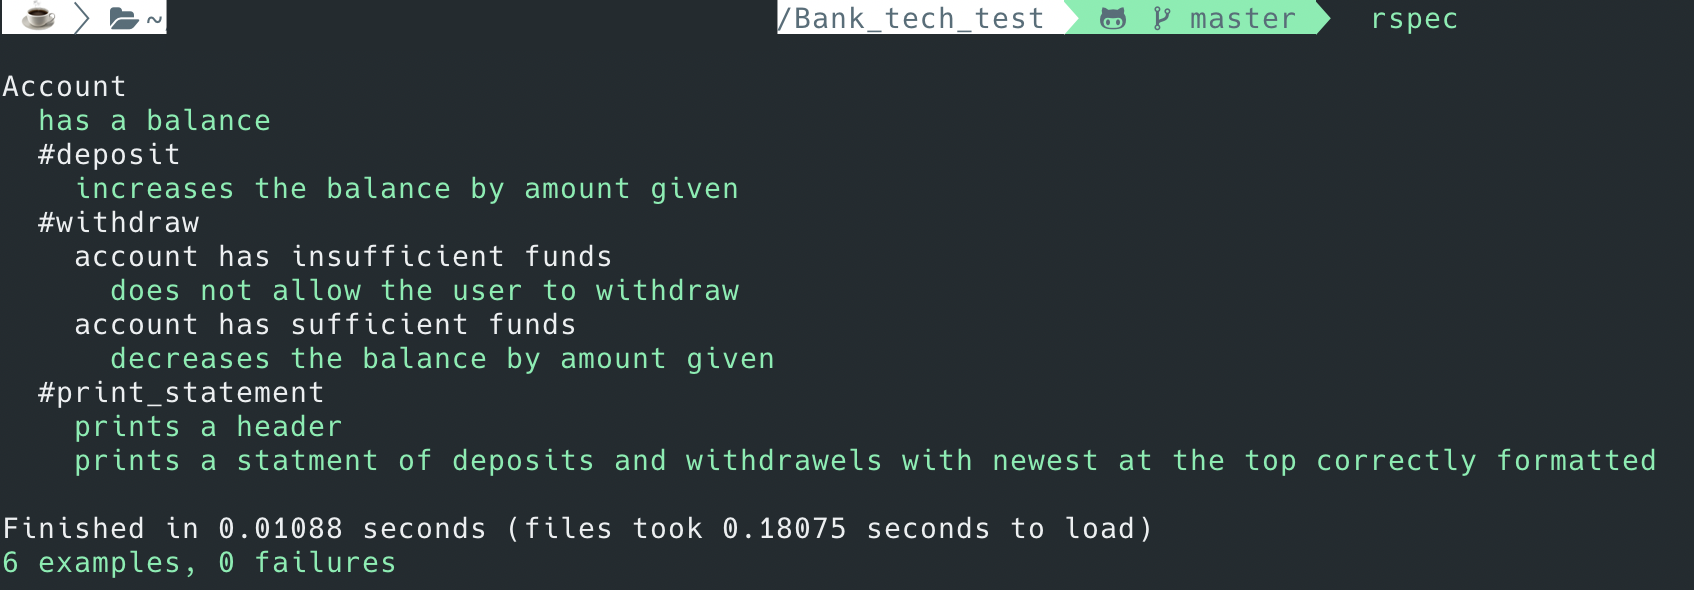 ~ /Bank_tech_test master rspec
Account
has a balance
#deposit
increases the balance by amount given
#withdraw
account has insufficient funds
does not allow the user to withdraw
account has sufficient funds
decreases the balance by amount given
#print_statement
prints a header
prints a statment of deposits and withdrawels with newest at the top correctly formatted
Finished in 0.01088 seconds (files took 0.18075 seconds to load)
6 examples, 0 failures